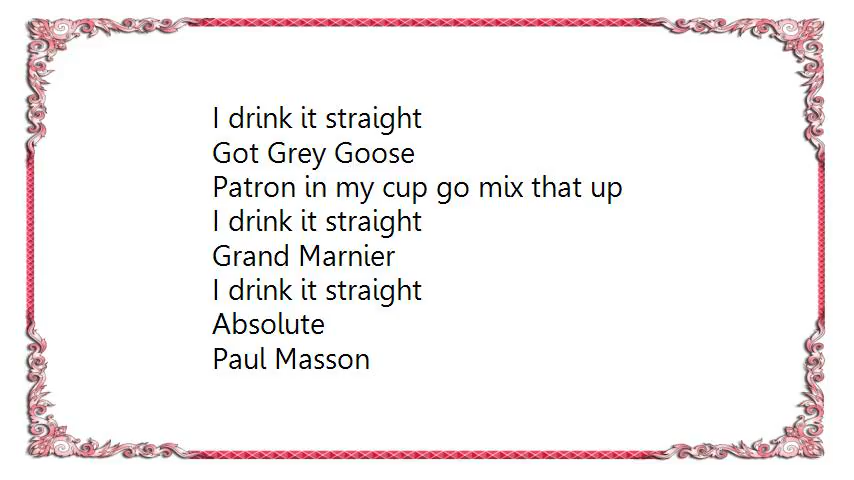 I drink it straight
Got Grey Goose
Patron in my cup go mix that up
I drink it straight
Grand Marnier
I drink it straight
Absolute
Paul Masson